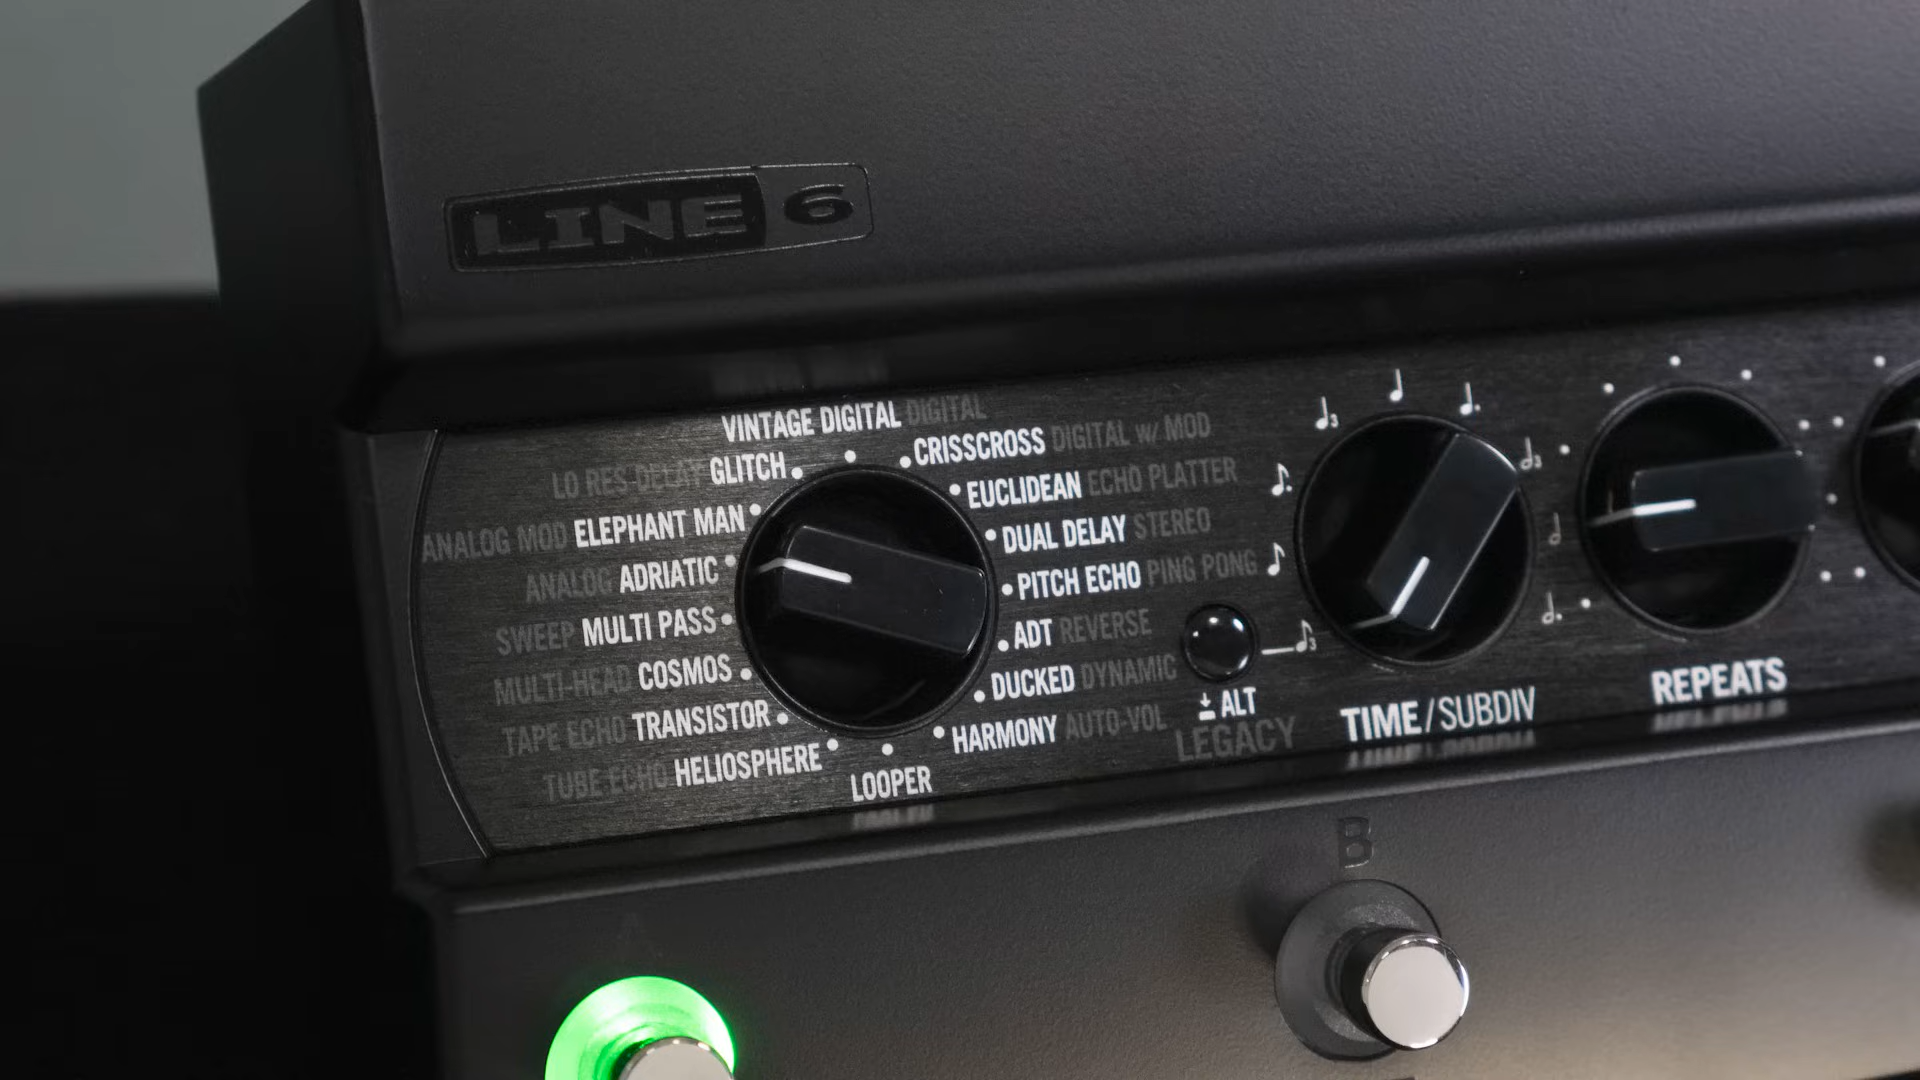 LINE 6
VINTAGE DIGITAL DIGITAL
LO RES DELAY GLITCH
CRISSCROSS DIGITAL w/ MOD
ANALOG MOD ELEPHANT MAN
EUCLIDEAN ECHO PLATTER
ANALOG ADRIATIC
DUAL DELAY STEREO
SWEEP MULTI PASS
PITCH ECHO PING PONG
MULTI-HEAD COSMOS
ADT REVERSE
TAPE ECHO TRANSISTOR
DUCKED DYNAMIC
TUBE ECHO HELIOSPHERE
HARMONY AUTO-VOL
LOOPER
ALT
LEGACY
TIME/SUBDIV
REPEATS
A
B